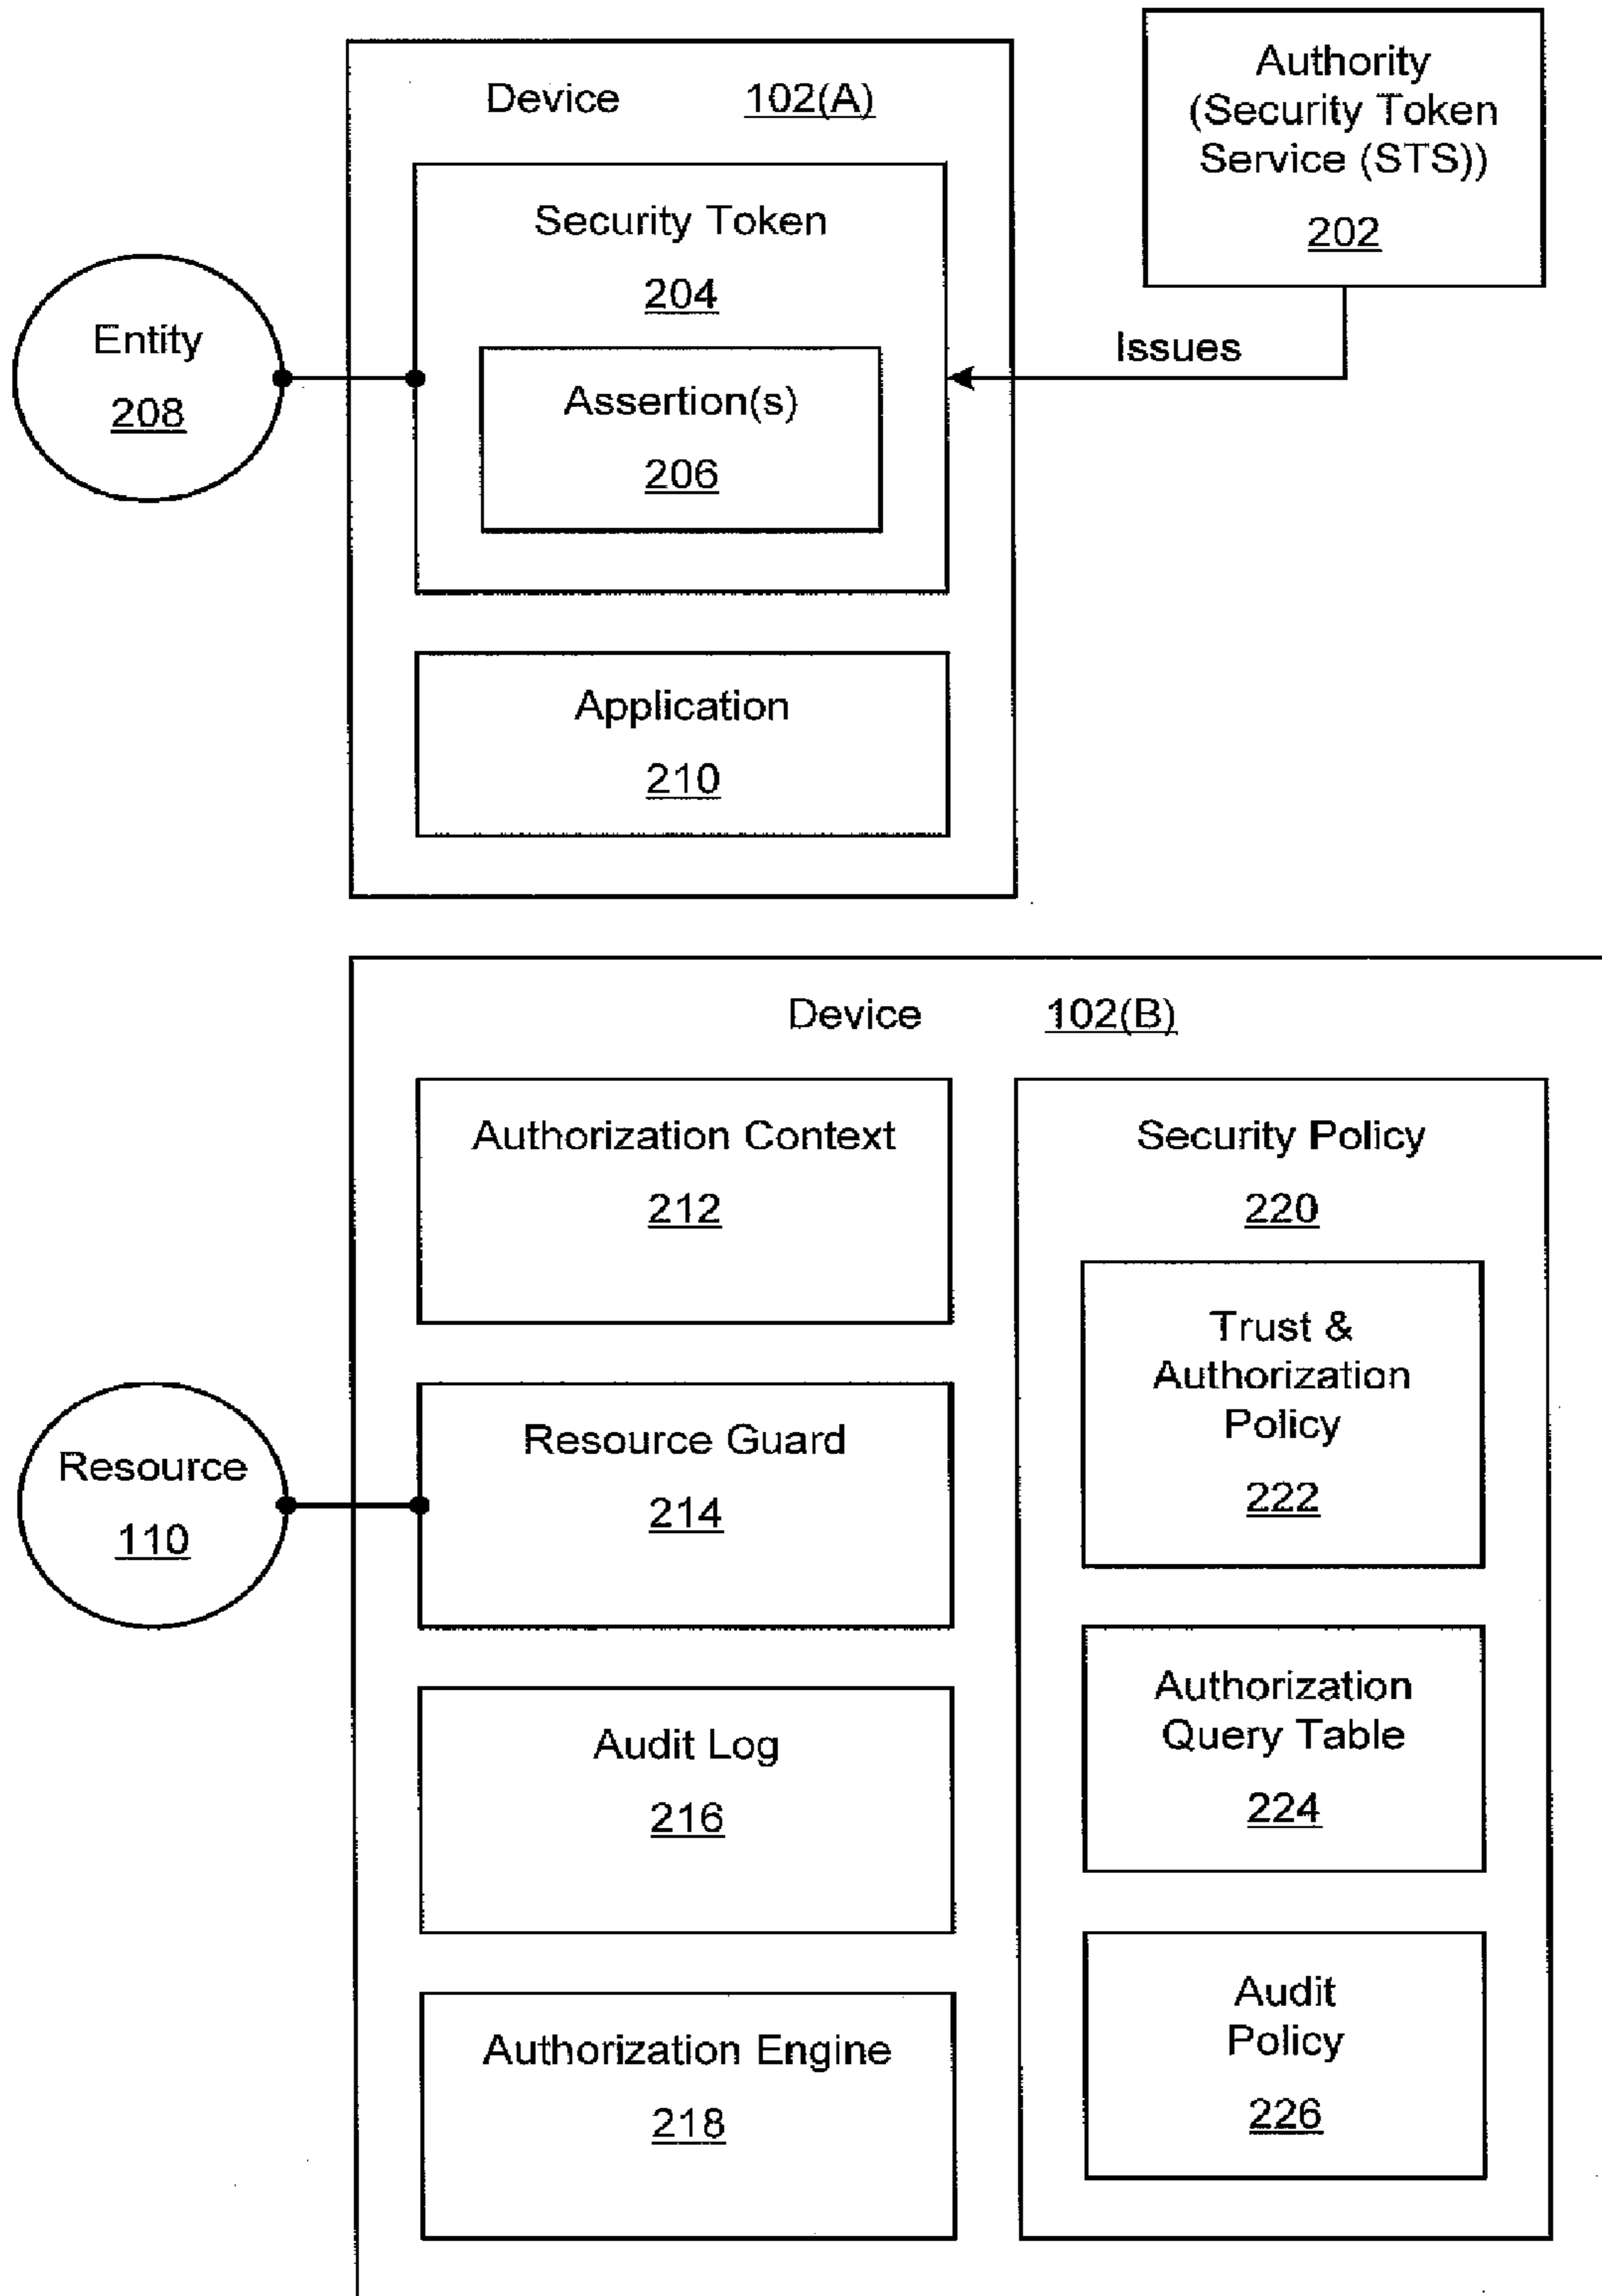 Device 102(A)
Authority
(Security Token
Service (STS))
202
Security Token
204
Issues
Entity
208
Assertion(s)
206
Application
210
Device 102(B)
Authorization Context
212
Resource Guard
214
Resource
110
Audit Log
216
Authorization Engine
218
Security Policy
220
Trust &
Authorization
Policy
222
Authorization
Query Table
224
Audit
Policy
226